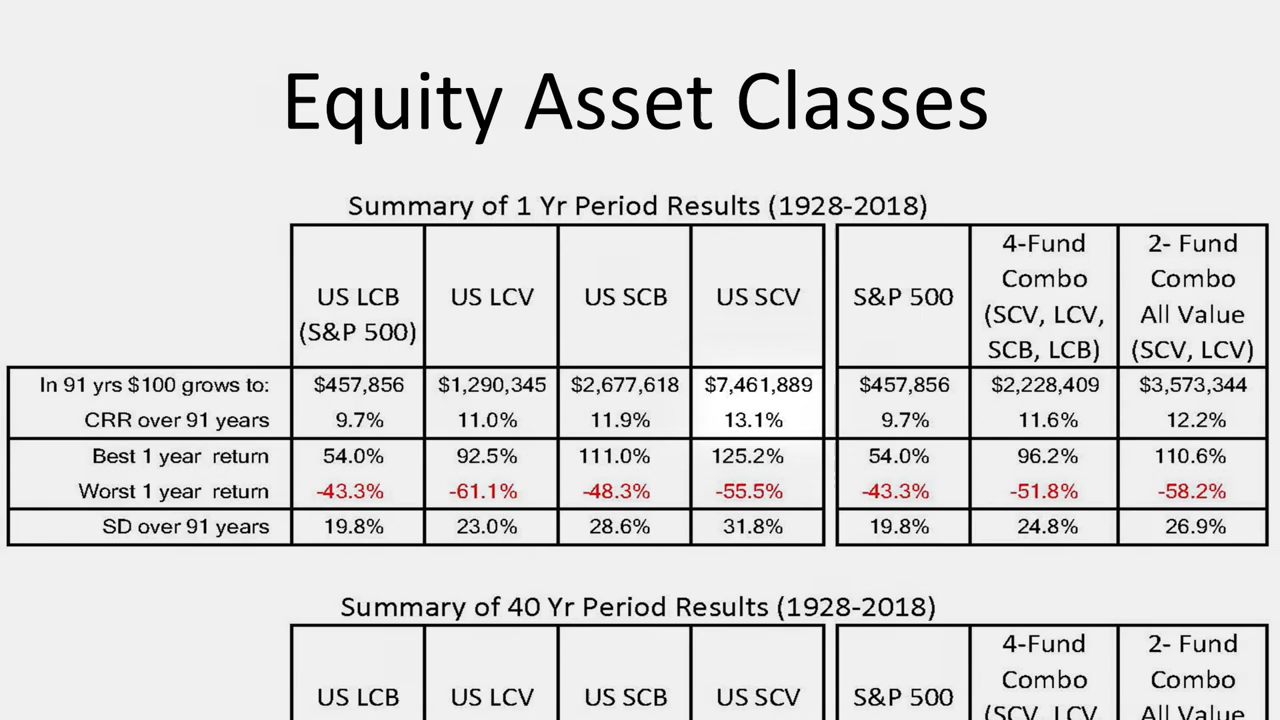 Equity Asset Classes
Summary of 1 Yr Period Results (1928-2018)
US LCB (S&P 500) US LCV US SCB US SCV S&P 500 4-Fund Combo (SCV, LCV, SCB, LCB) 2- Fund Combo All Value (SCV, LCV)
In 91 yrs $100 grows to: $457,856 $1,290,345 $2,677,618 $7,461,889 $457,856 $2,228,409 $3,573,344
CRR over 91 years 9.7% 11.0% 11.9% 13.1% 9.7% 11.6% 12.2%
Best 1 year return 54.0% 92.5% 111.0% 125.2% 54.0% 96.2% 110.6%
Worst 1 year return -43.3% -61.1% -48.3% -55.5% -43.3% -51.8% -58.2%
SD over 91 years 19.8% 23.0% 28.6% 31.8% 19.8% 24.8% 26.9%
Summary of 40 Yr Period Results (1928-2018)
US LCB US LCV US SCB US SCV S&P 500 4-Fund Combo (SCV, LCV, 2- Fund Combo All Value